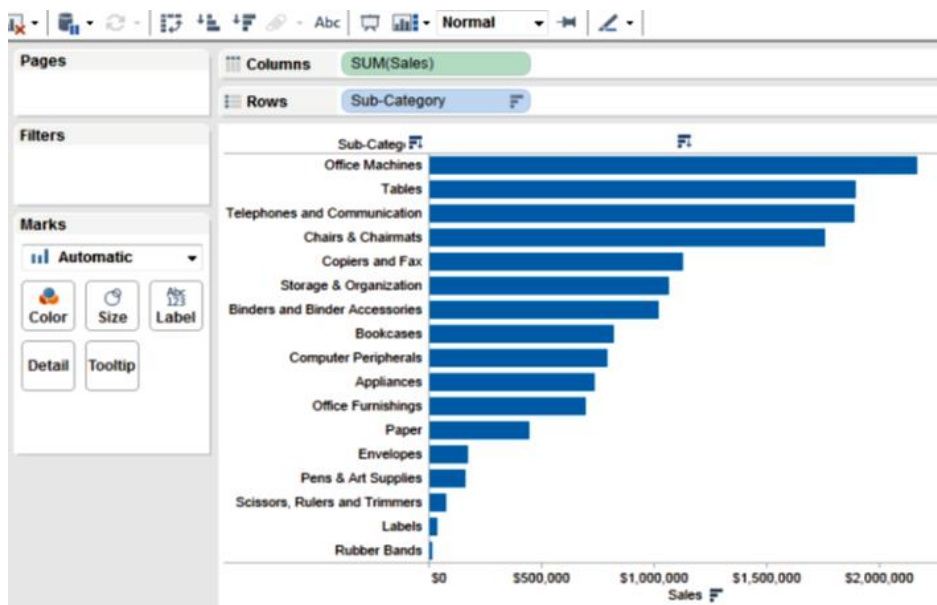 Abc
Normal
Pages
Columns
SUM(Sales)
Rows
Sub-Category
Filters
Marks
Automatic
Color
Size
Abc
123
Label
Detail
Tooltip
Sub-Categ
Office Machines
Tables
Telephones and Communication
Chairs & Chairmats
Copiers and Fax
Storage & Organization
Binders and Binder Accessories
Bookcases
Computer Peripherals
Appliances
Office Furnishings
Paper
Envelopes
Pens & Art Supplies
Scissors, Rulers and Trimmers
Labels
Rubber Bands
$0 $500,000 $1,000,000 $1,500,000 $2,000,000
Sales